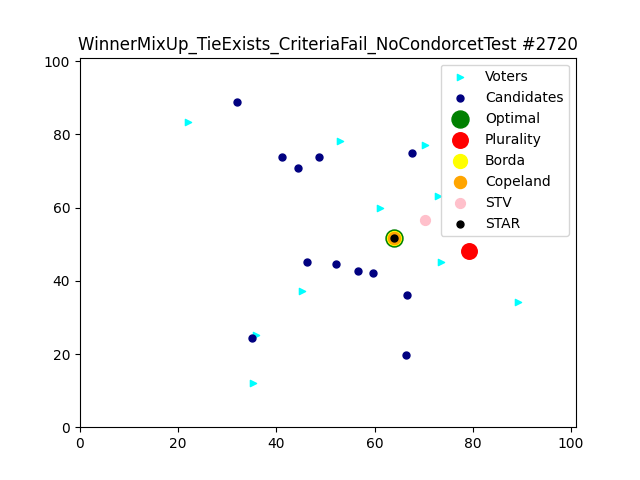 WinnerMixUp_TieExists_CriteriaFail_NoCondorcetTest #2720
100
80
60
40
20
0
0 20 40 60 80 100
Voters
Candidates
Optimal
Plurality
Borda
Copeland
STV
STAR